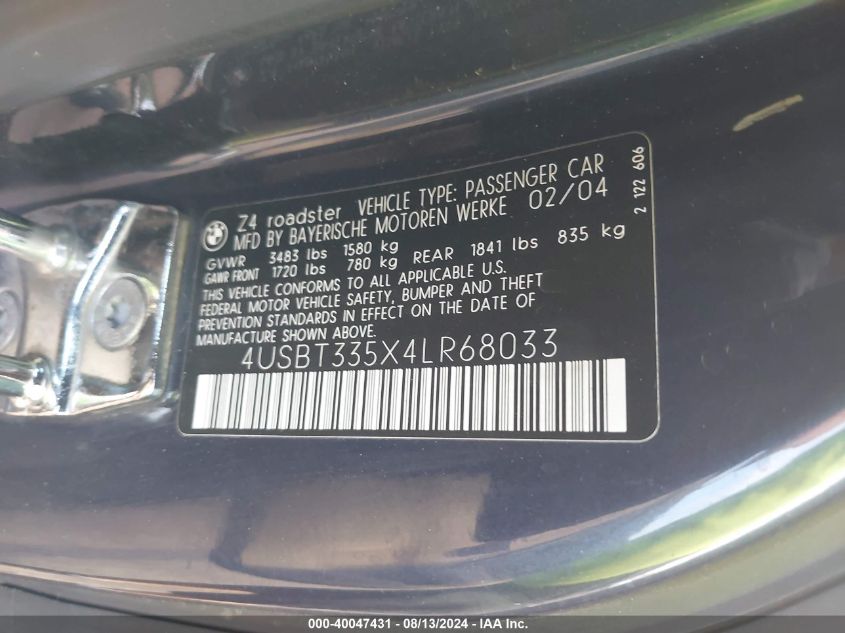 Z4 roadster VEHICLE TYPE: PASSENGER CAR
MFD BY BAYERISCHE MOTOREN WERKE 02/04
GVWR 3483 lbs 1580 kg
GAWR FRONT 1720 lbs 780 kg REAR 1841 lbs 835 kg
THIS VEHICLE CONFORMS TO ALL APPLICABLE U.S.
FEDERAL MOTOR VEHICLE SAFETY, BUMPER AND THEFT
PREVENTION STANDARDS IN EFFECT ON THE DATE OF
MANUFACTURE SHOWN ABOVE.
4USBT335X4LR68033
2 122 606
000-40047431 - 08/13/2024 - IAA Inc.